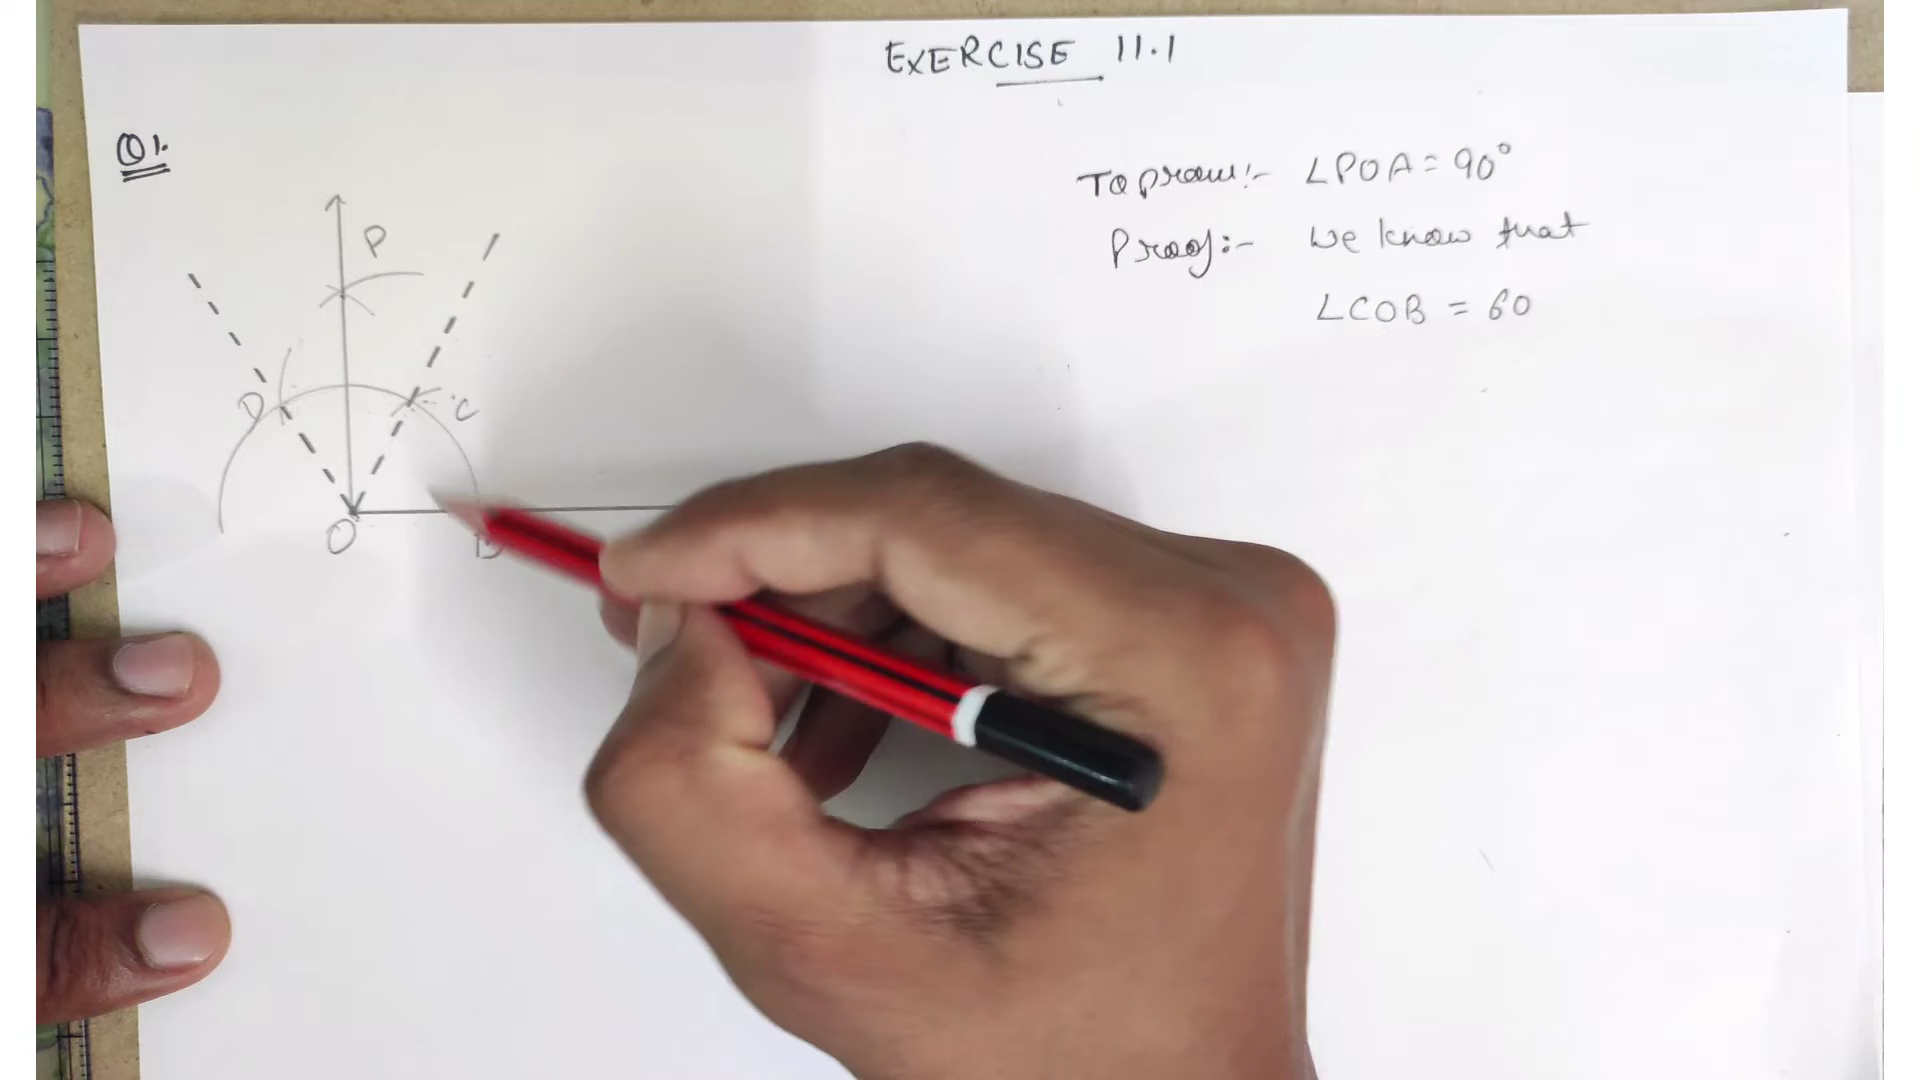 EXERCISE 11.1
Q1.
To prove:- ∠POA = 90°
Proof:- We know that
∠COB = 60
P
D
C
O
B